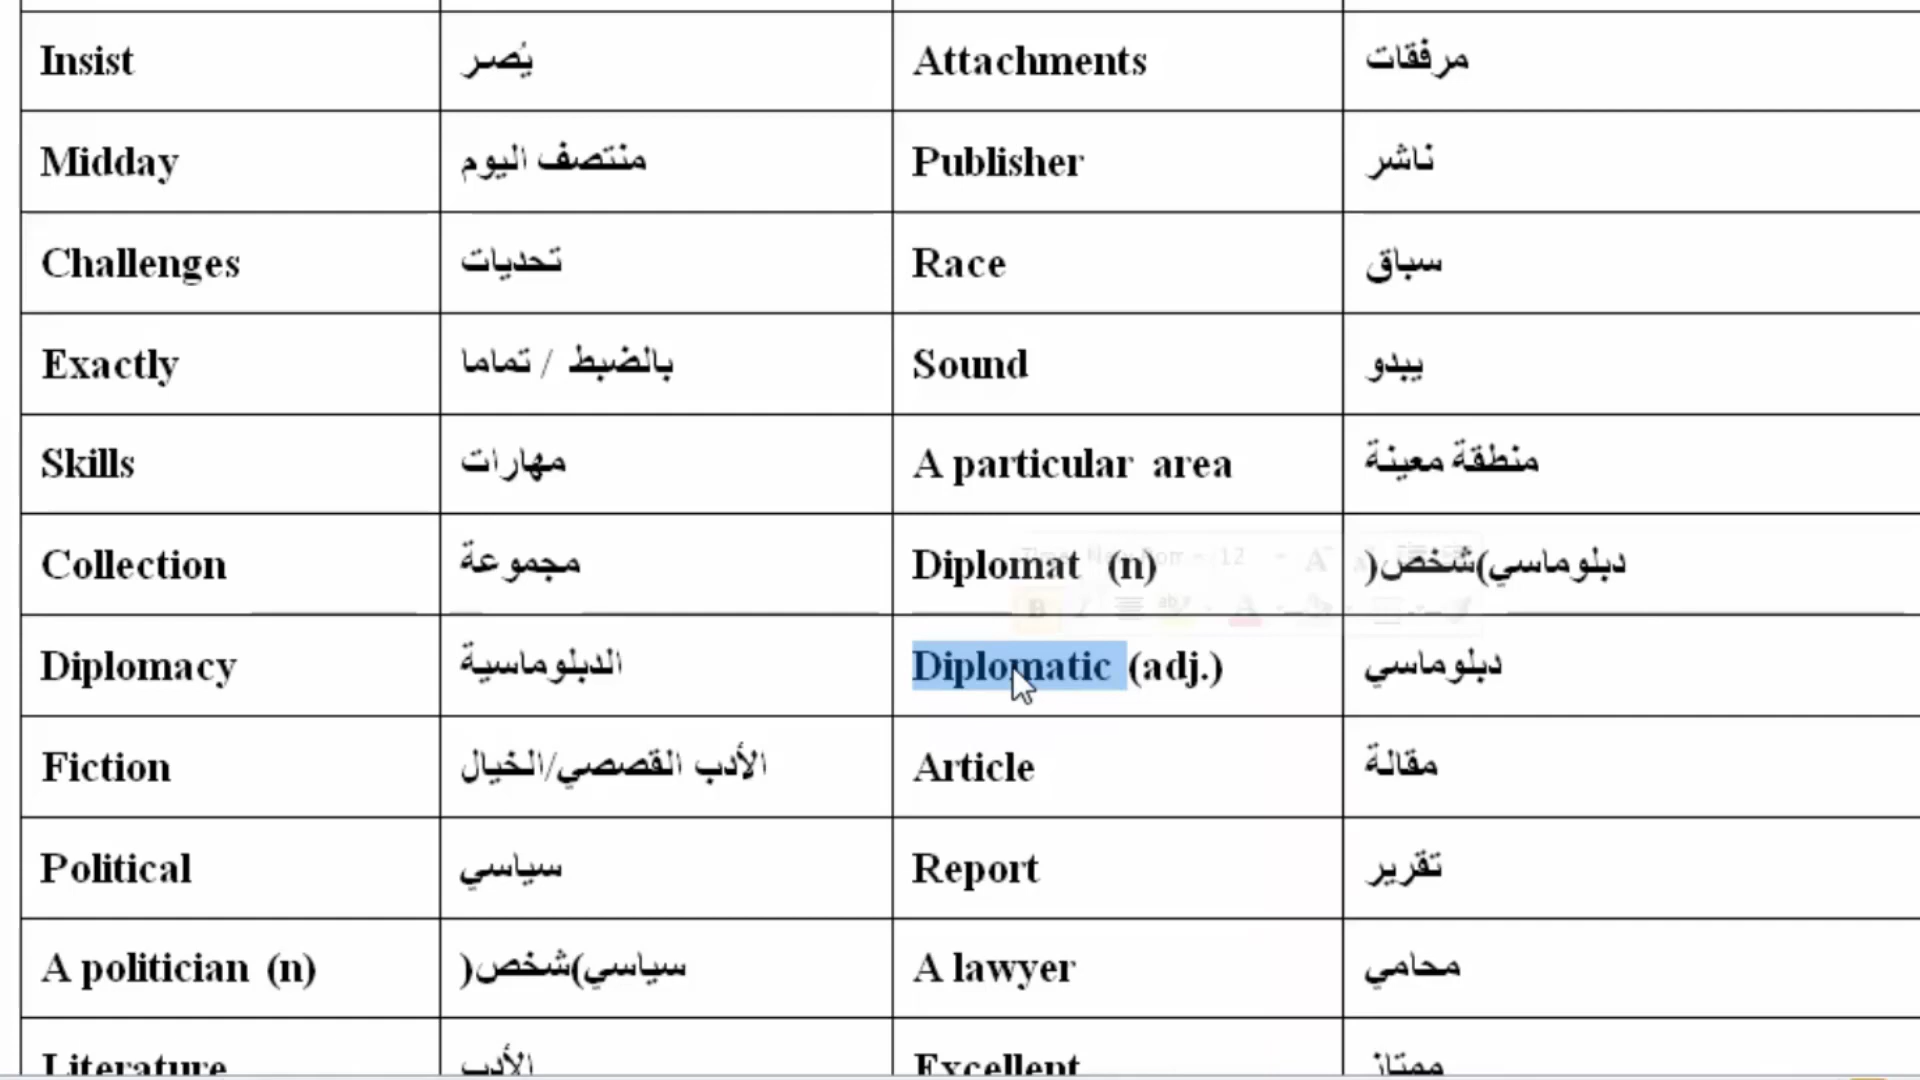 Insist يُصر Attachments مرفقات
Midday منتصف اليوم Publisher ناشر
Challenges تحديات Race سباق
Exactly بالضبط / تماما Sound يبدو
Skills مهارات A particular area منطقة معينة
Collection مجموعة Diplomat (n) دبلوماسي)شخص(
Diplomacy الدبلوماسية Diplomatic (adj.) دبلوماسي
Fiction الأدب القصصي/الخيال Article مقالة
Political سياسي Report تقرير
A politician (n) سياسي)شخص( A lawyer محامي
Literature الأدب Excellent ممتاز